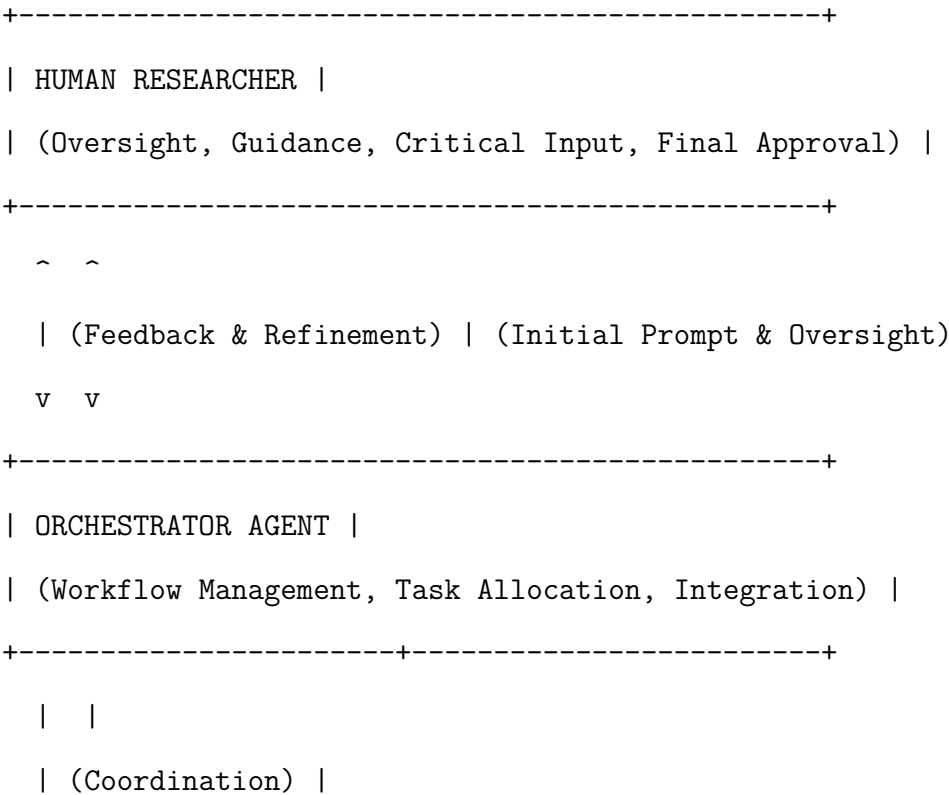 +-------------------------------------------------+
| HUMAN RESEARCHER |
| (Oversight, Guidance, Critical Input, Final Approval) |
+-------------------------------------------------+
^ ^
| (Feedback & Refinement) | (Initial Prompt & Oversight)
v v
+-------------------------------------------------+
| ORCHESTRATOR AGENT |
| (Workflow Management, Task Allocation, Integration) |
+-----------------------+-------------------------+
| |
| (Coordination) |